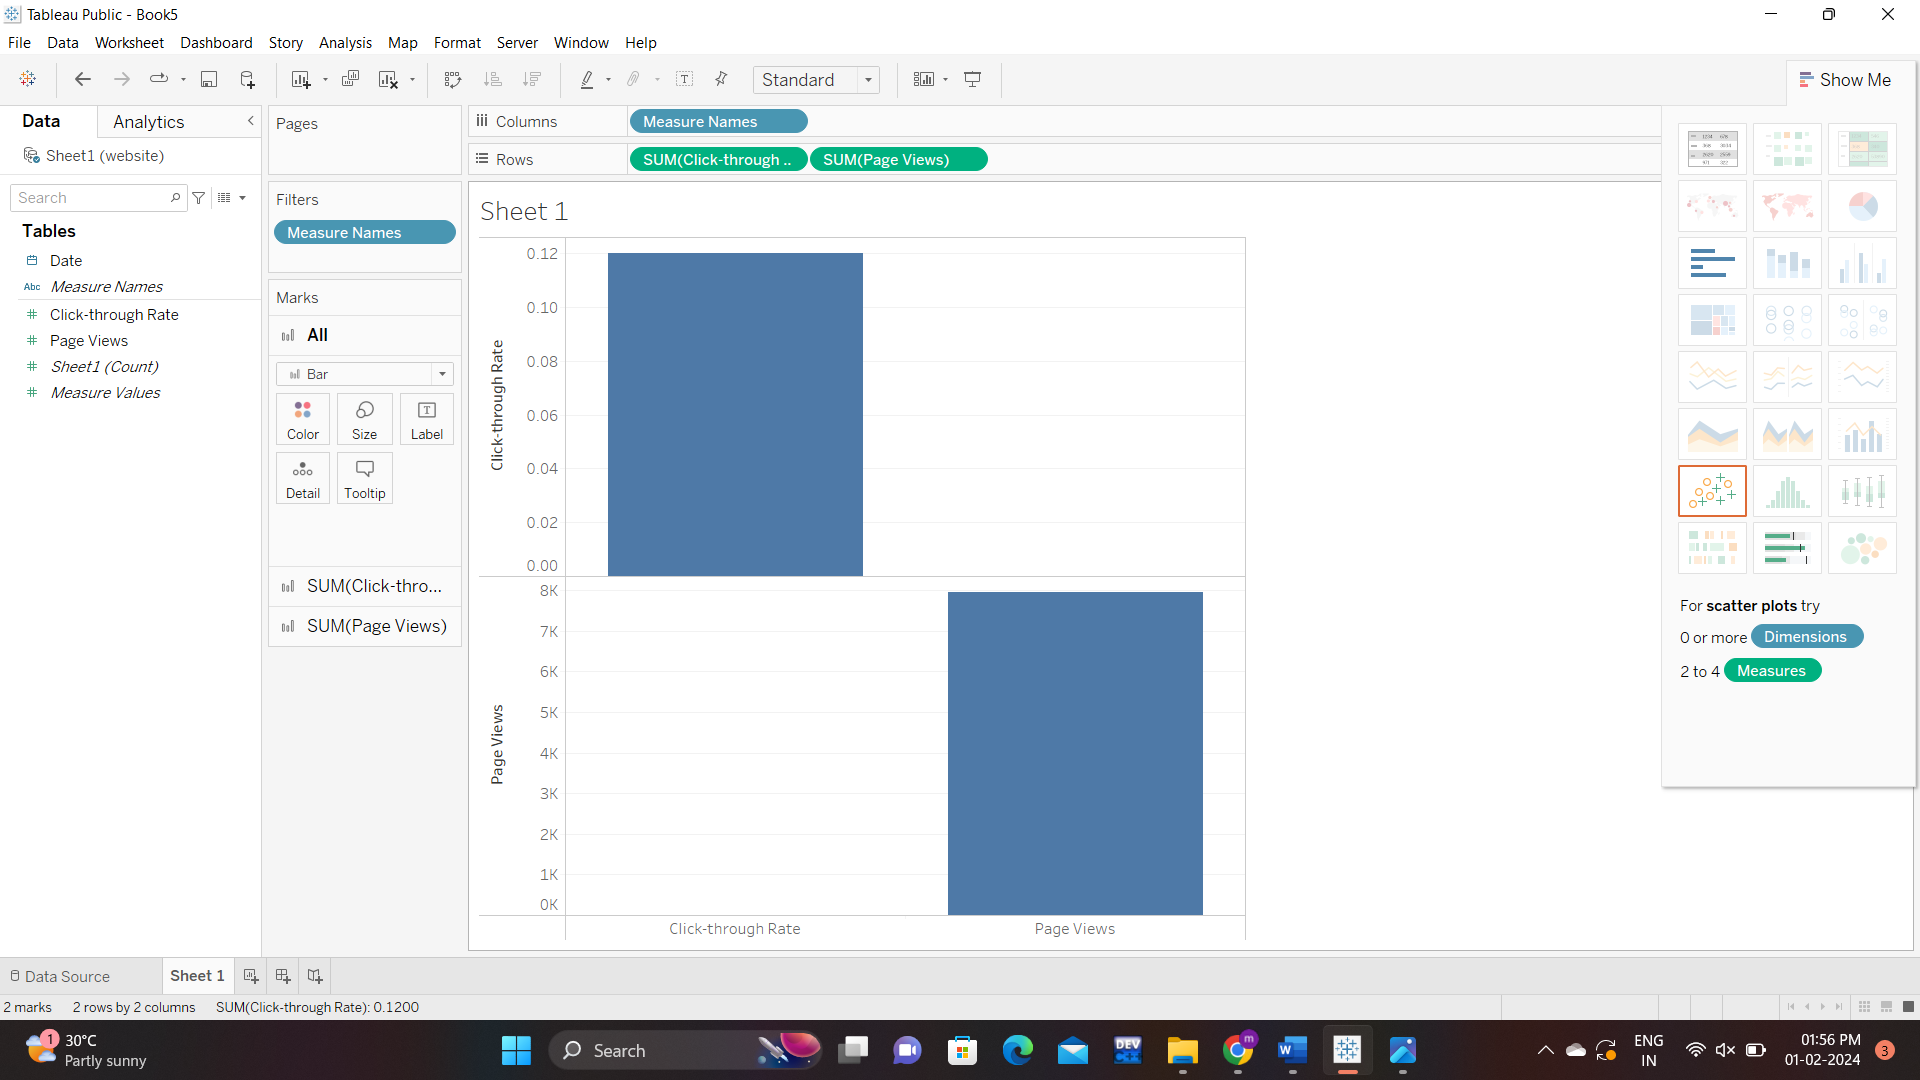 Tableau Public - Book5
File Data Worksheet Dashboard Story Analysis Map Format Server Window Help
Standard
Show Me
Data Analytics
Sheet1 (website)
Search
Tables
Date
Abc Measure Names
Click-through Rate
Page Views
Sheet1 (Count)
Measure Values
Pages
Filters
Measure Names
Marks
All
Bar
Color Size Label
Detail Tooltip
SUM(Click-thro...
SUM(Page Views)
Columns Measure Names
Rows SUM(Click-through .. SUM(Page Views)
Sheet 1
Click-through Rate
0.12
0.10
0.08
0.06
0.04
0.02
0.00
Page Views
8K
7K
6K
5K
4K
3K
2K
1K
0K
Click-through Rate Page Views
For scatter plots try
0 or more Dimensions
2 to 4 Measures
Data Source Sheet 1
2 marks 2 rows by 2 columns SUM(Click-through Rate): 0.1200
1 30°C
Partly sunny
Search
DEV
C++
m
W
ENG
IN
01:56 PM
01-02-2024
3